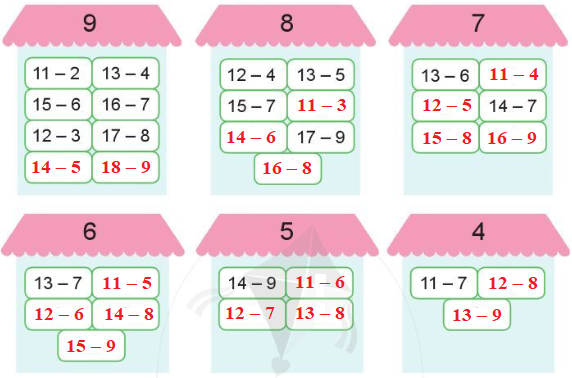 9 8 7
11 – 2 13 – 4
15 – 6 16 – 7
12 – 3 17 – 8
14 – 5 18 – 9
12 – 4 13 – 5
15 – 7 11 – 3
14 – 6 17 – 9
16 – 8
13 – 6 11 – 4
12 – 5 14 – 7
15 – 8 16 – 9
6 5 4
13 – 7 11 – 5
12 – 6 14 – 8
15 – 9
14 – 9 11 – 6
12 – 7 13 – 8
11 – 7 12 – 8
13 – 9